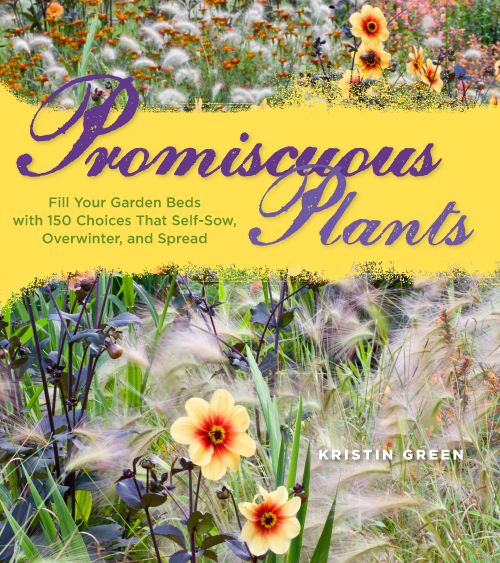 Promiscuous
Plants
Fill Your Garden Beds
with 150 Choices That Self-Sow,
Overwinter, and Spread
KRISTIN GREEN